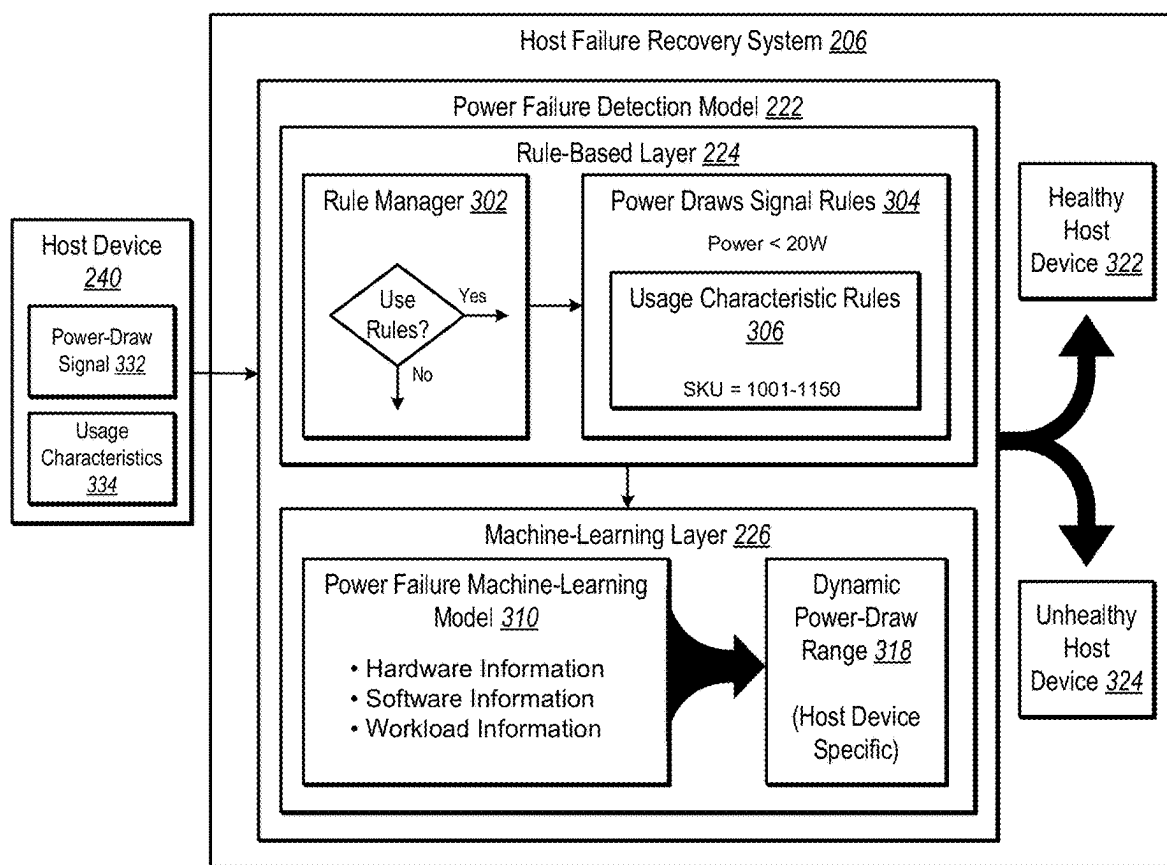 Host Failure Recovery System 206
Power Failure Detection Model 222
Rule-Based Layer 224
Rule Manager 302
Use
Rules?
Yes
No
Power Draws Signal Rules 304
Power < 20W
Usage Characteristic Rules
306
SKU = 1001-1150
Host Device
240
Power-Draw
Signal 332
Usage
Characteristics
334
Machine-Learning Layer 226
Power Failure Machine-Learning
Model 310
• Hardware Information
• Software Information
• Workload Information
Dynamic
Power-Draw
Range 318
(Host Device
Specific)
Healthy
Host
Device 322
Unhealthy
Host
Device 324